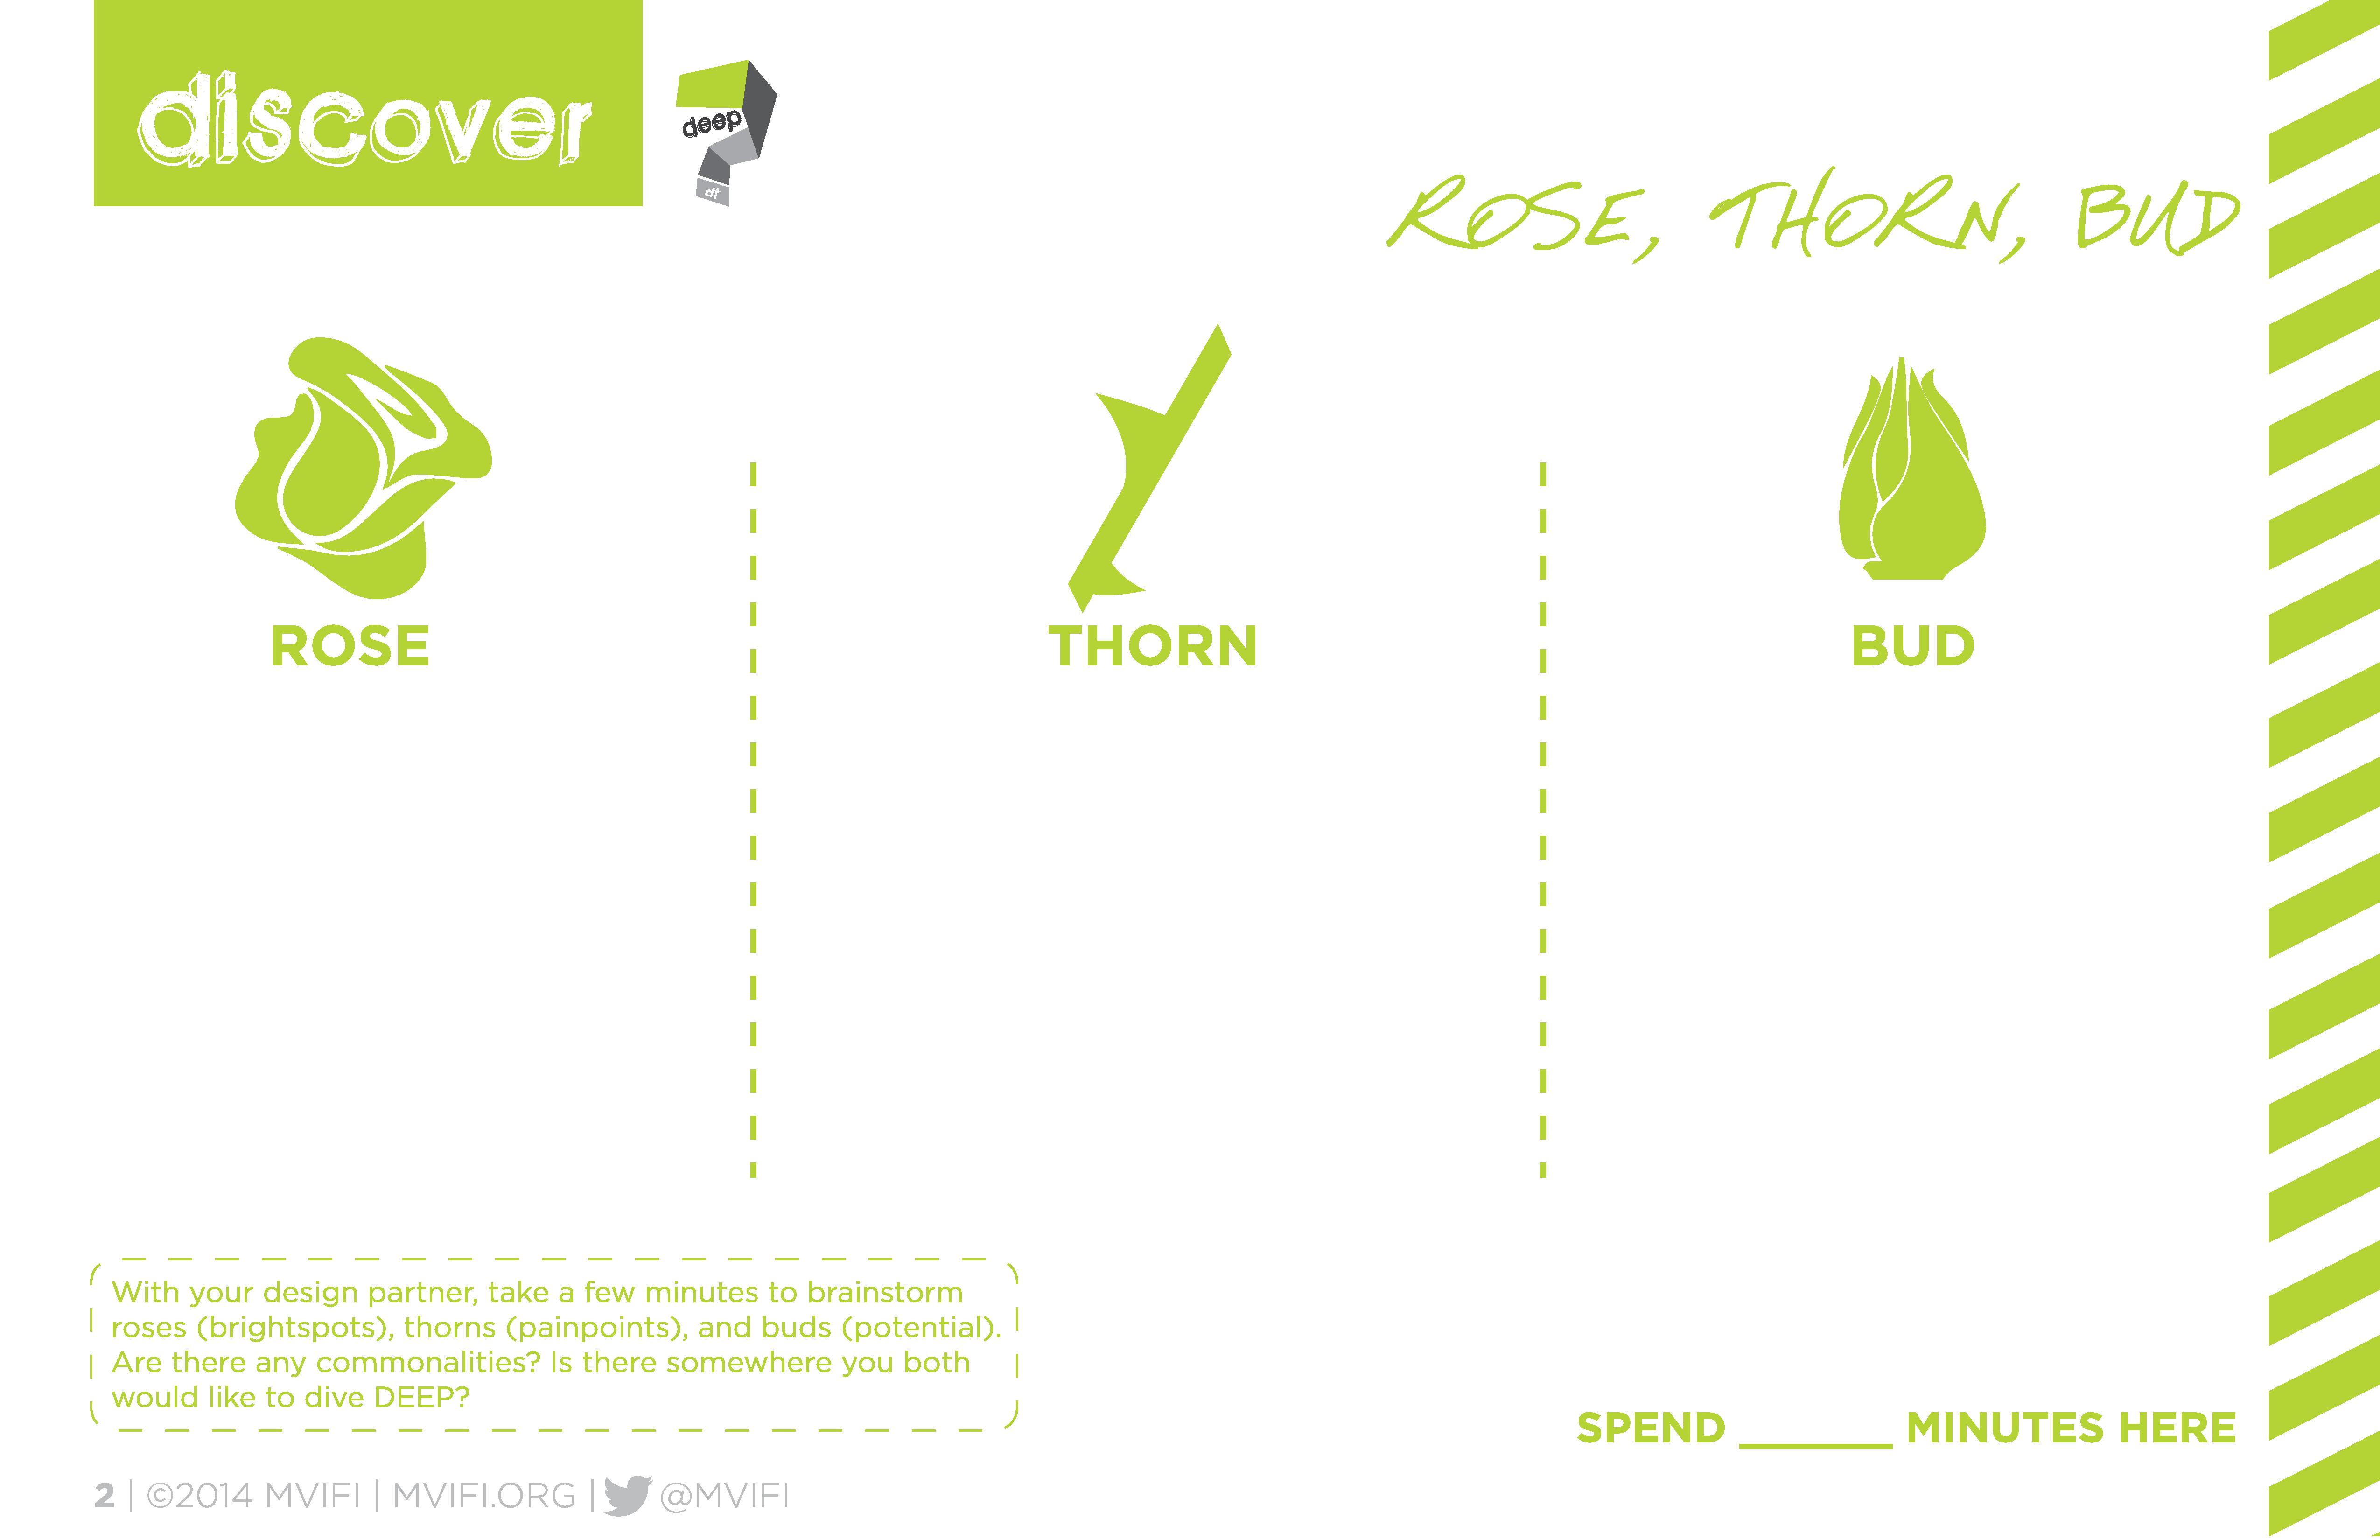 discover
deep
dt
ROSE, THORN, BUD
ROSE
THORN
BUD
With your design partner, take a few minutes to brainstorm
roses (brightspots), thorns (painpoints), and buds (potential).
Are there any commonalities? Is there somewhere you both
would like to dive DEEP?
SPEND ________ MINUTES HERE
2 | ©2014 MVIFI | MVIFI.ORG | @MVIFI